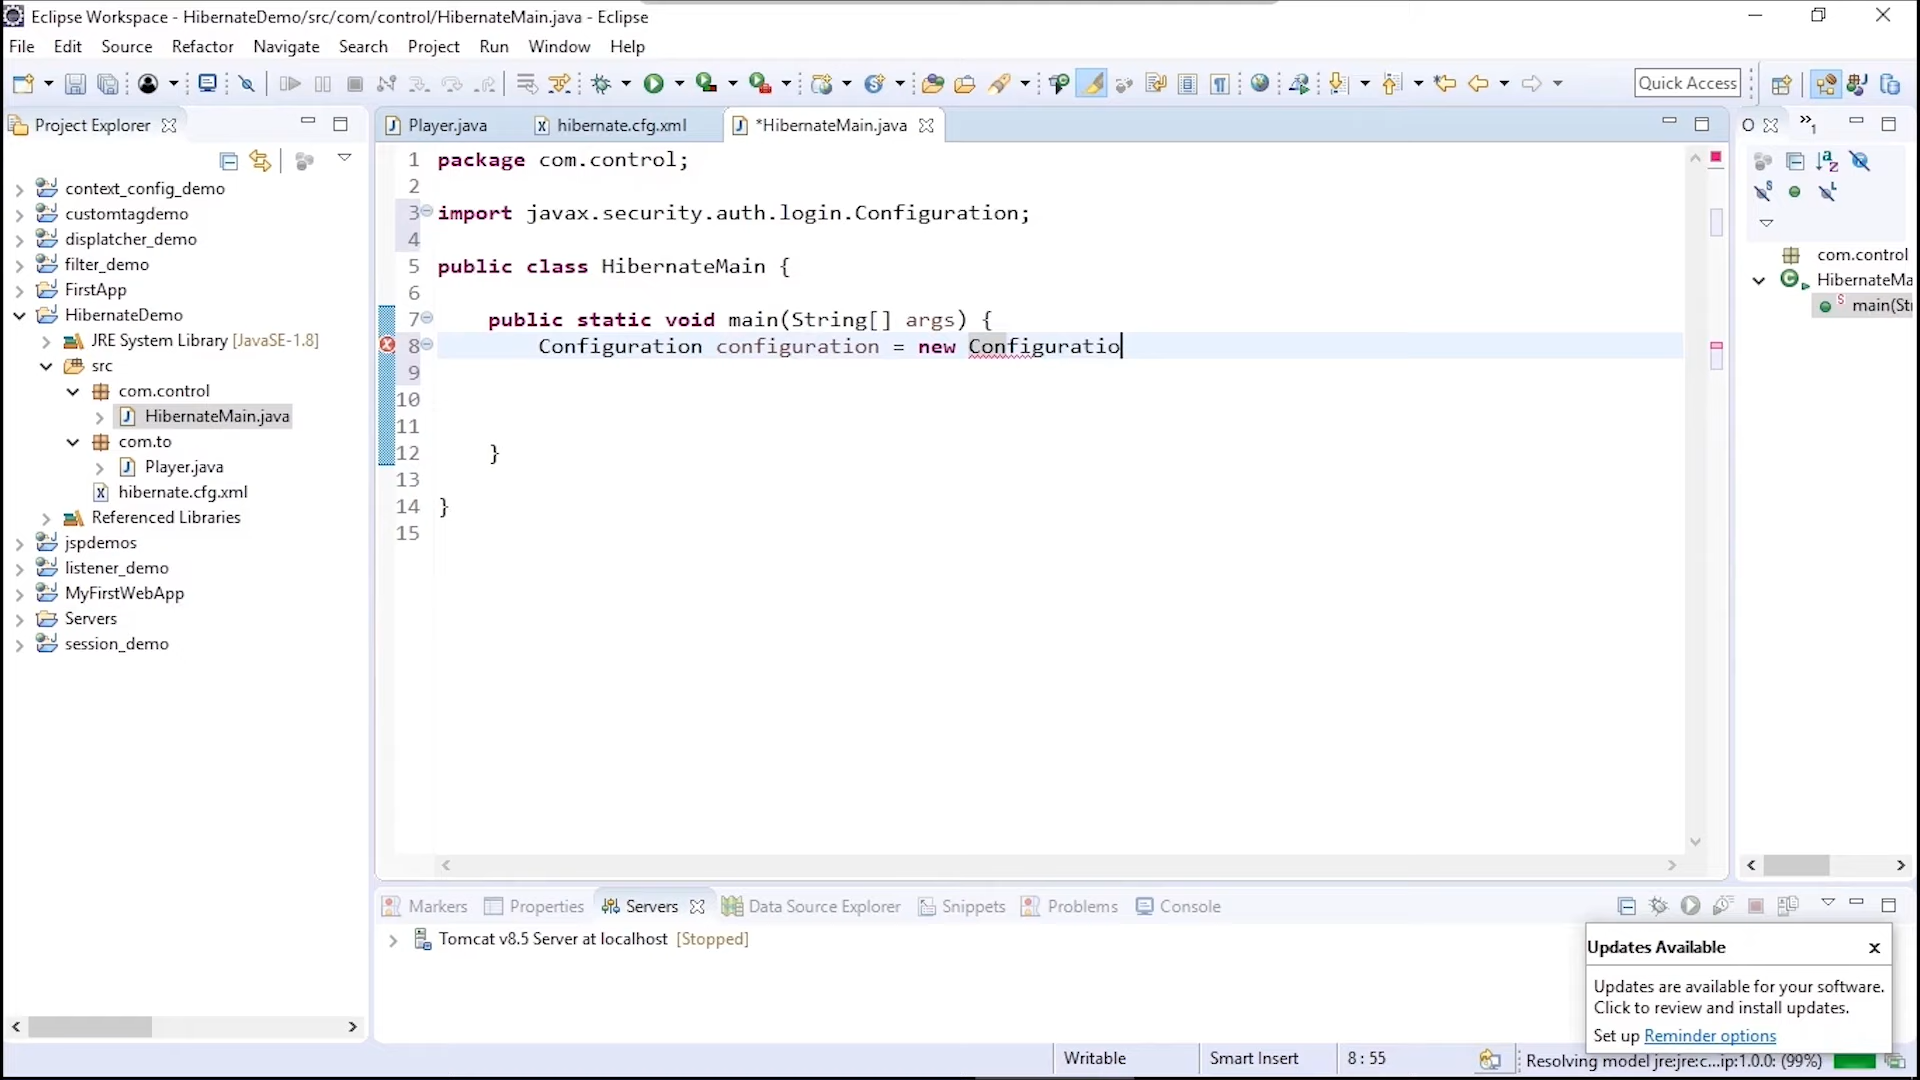 Eclipse Workspace - HibernateDemo/src/com/control/HibernateMain.java - Eclipse
File Edit Source Refactor Navigate Search Project Run Window Help
Quick Access
Project Explorer
Player.java hibernate.cfg.xml *HibernateMain.java
O
»1
context_config_demo
customtagdemo
displatcher_demo
filter_demo
FirstApp
HibernateDemo
JRE System Library [JavaSE-1.8]
src
com.control
HibernateMain.java
com.to
Player.java
hibernate.cfg.xml
Referenced Libraries
jspdemos
listener_demo
MyFirstWebApp
Servers
session_demo
1 package com.control;
2
3 import javax.security.auth.login.Configuration;
4
5 public class HibernateMain {
6
7 public static void main(String[] args) {
8 Configuration configuration = new Configuratio
9
10
11
12 }
13
14 }
15
com.control
HibernateMa
main(Str
Markers Properties Servers Data Source Explorer Snippets Problems Console
Tomcat v8.5 Server at localhost [Stopped]
Updates Available
Updates are available for your software.
Click to review and install updates.
Set up Reminder options
Writable Smart Insert 8 : 55 Resolving model jre:jre:c...ip:1.0.0: (99%)